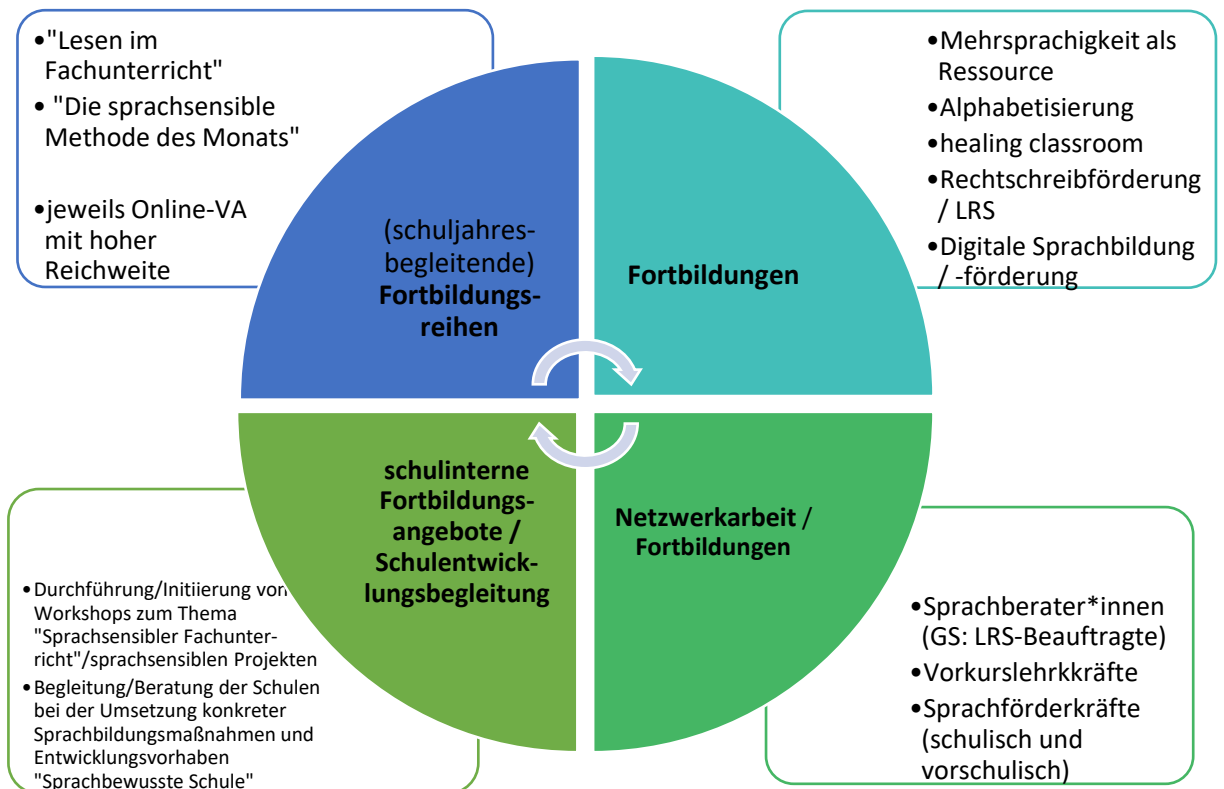 •"Lesen im
Fachunterricht"
• "Die sprachsensible
Methode des Monats"
•jeweils Online-VA
mit hoher
Reichweite
(schuljahres-
begleitende)
Fortbildungs-
reihen
Fortbildungen
•Mehrsprachigkeit als
Ressource
•Alphabetisierung
•healing classroom
•Rechtschreibförderung
/ LRS
•Digitale Sprachbildung
/ -förderung
schulinterne
Fortbildungs-
angebote /
Schulentwick-
lungsbegleitung
•Durchführung/Initiierung von
Workshops zum Thema
"Sprachsensibler Fachunter-
richt"/sprachsensiblen Projekten
•Begleitung/Beratung der Schulen
bei der Umsetzung konkreter
Sprachbildungsmaßnahmen und
Entwicklungsvorhaben
"Sprachbewusste Schule"
Netzwerkarbeit /
Fortbildungen
•Sprachberater*innen
(GS: LRS-Beauftragte)
•Vorkurslehrkkräfte
•Sprachförderkräfte
(schulisch und
vorschulisch)